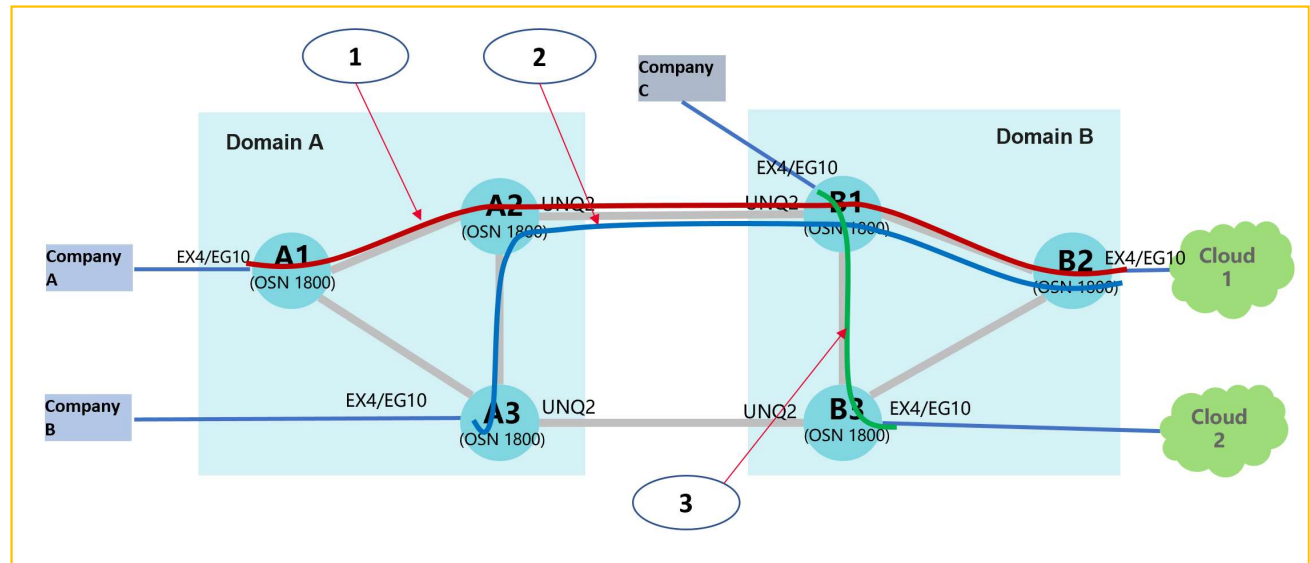 1
2
Company
C
Domain A
Domain B
EX4/EG10
A2
UNQ2
UNQ2
B1
(OSN 1800)
(OSN 1800)
Company
A
EX4/EG10
A1
(OSN 1800)
B2
EX4/EG10
(OSN 1800)
Cloud
1
Company
B
EX4/EG10
A3
UNQ2
(OSN 1800)
UNQ2
B3
EX4/EG10
(OSN 1800)
Cloud
2
3